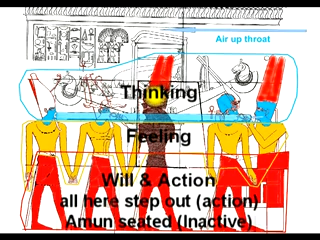 Air up throat
Thinking
Feeling
Will & Action
all here step out (action)
Amun seated (Inactive)